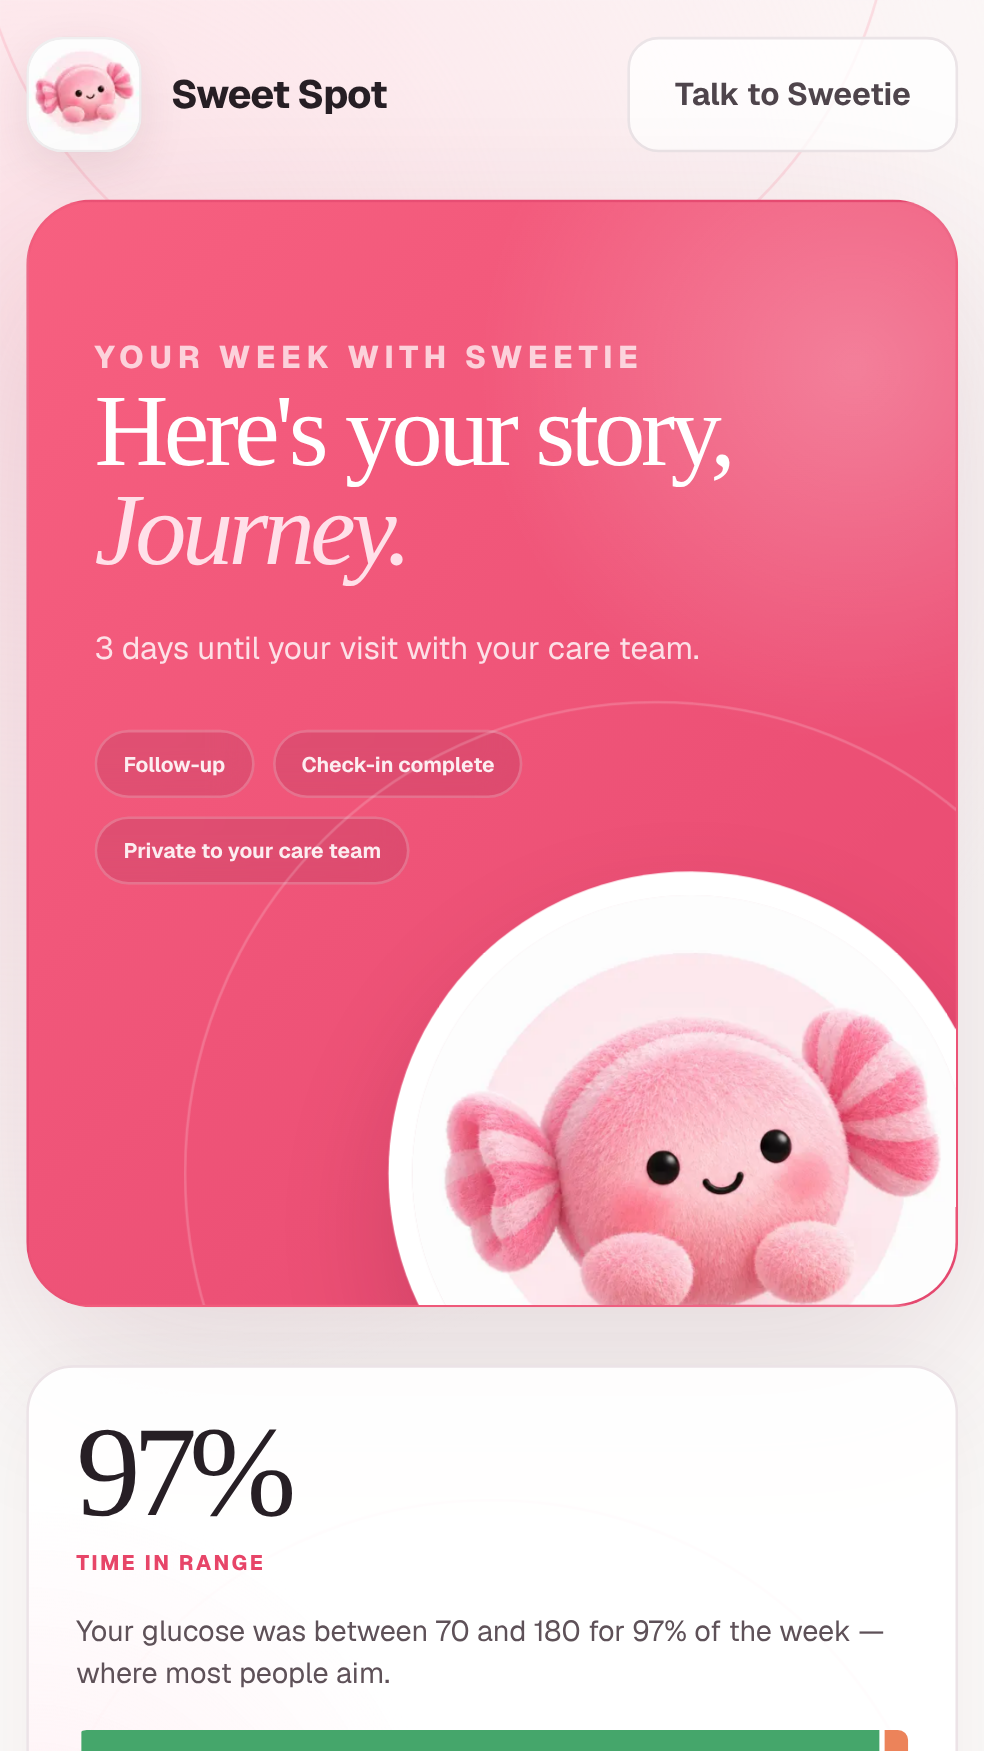 Sweet Spot
Talk to Sweetie
YOUR WEEK WITH SWEETIE
Here's your story,
Journey.
3 days until your visit with your care team.
Follow-up
Check-in complete
Private to your care team
97%
TIME IN RANGE
Your glucose was between 70 and 180 for 97% of the week —
where most people aim.